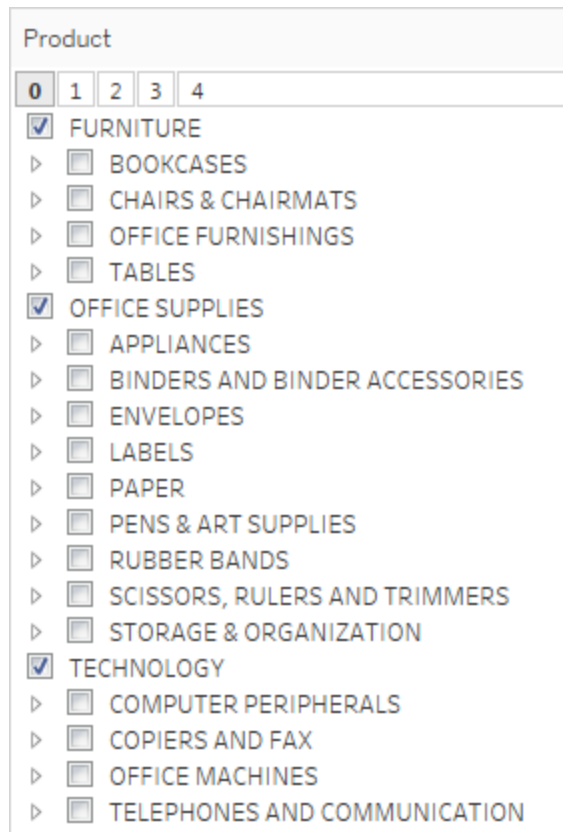 Product
0 1 2 3 4
FURNITURE
BOOKCASES
CHAIRS & CHAIRMATS
OFFICE FURNISHINGS
TABLES
OFFICE SUPPLIES
APPLIANCES
BINDERS AND BINDER ACCESSORIES
ENVELOPES
LABELS
PAPER
PENS & ART SUPPLIES
RUBBER BANDS
SCISSORS, RULERS AND TRIMMERS
STORAGE & ORGANIZATION
TECHNOLOGY
COMPUTER PERIPHERALS
COPIERS AND FAX
OFFICE MACHINES
TELEPHONES AND COMMUNICATION